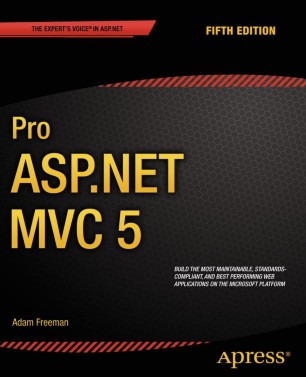 THE EXPERT'S VOICE® IN ASP.NET
FIFTH EDITION
Pro
ASP.NET
MVC 5
BUILD THE MOST MAINTAINABLE, STANDARDS-
COMPLIANT, AND BEST PERFORMING WEB
APPLICATIONS ON THE MICROSOFT PLATFORM
Adam Freeman
Apress®